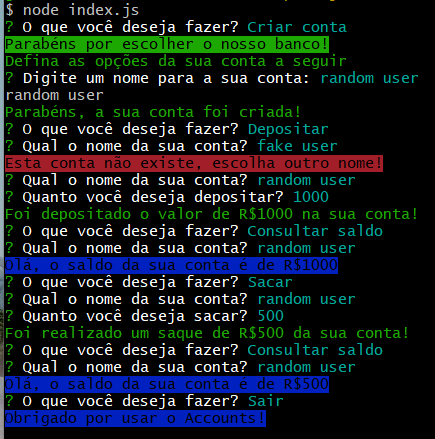 $ node index.js
? O que você deseja fazer? Criar conta
Parabéns por escolher o nosso banco!
Defina as opções da sua conta a seguir
? Digite um nome para a sua conta: random user
random user
Parabéns, a sua conta foi criada!
? O que você deseja fazer? Depositar
? Qual o nome da sua conta? fake user
Esta conta não existe, escolha outro nome!
? Qual o nome da sua conta? random user
? Quanto você deseja depositar? 1000
Foi depositado o valor de R$1000 na sua conta!
? O que você deseja fazer? Consultar saldo
? Qual o nome da sua conta? random user
Olá, o saldo da sua conta é de R$1000
? O que você deseja fazer? Sacar
? Qual o nome da sua conta? random user
? Quanto você deseja sacar? 500
Foi realizado um saque de R$500 da sua conta!
? O que você deseja fazer? Consultar saldo
? Qual o nome da sua conta? random user
Olá, o saldo da sua conta é de R$500
? O que você deseja fazer? Sair
Obrigado por usar o Accounts!